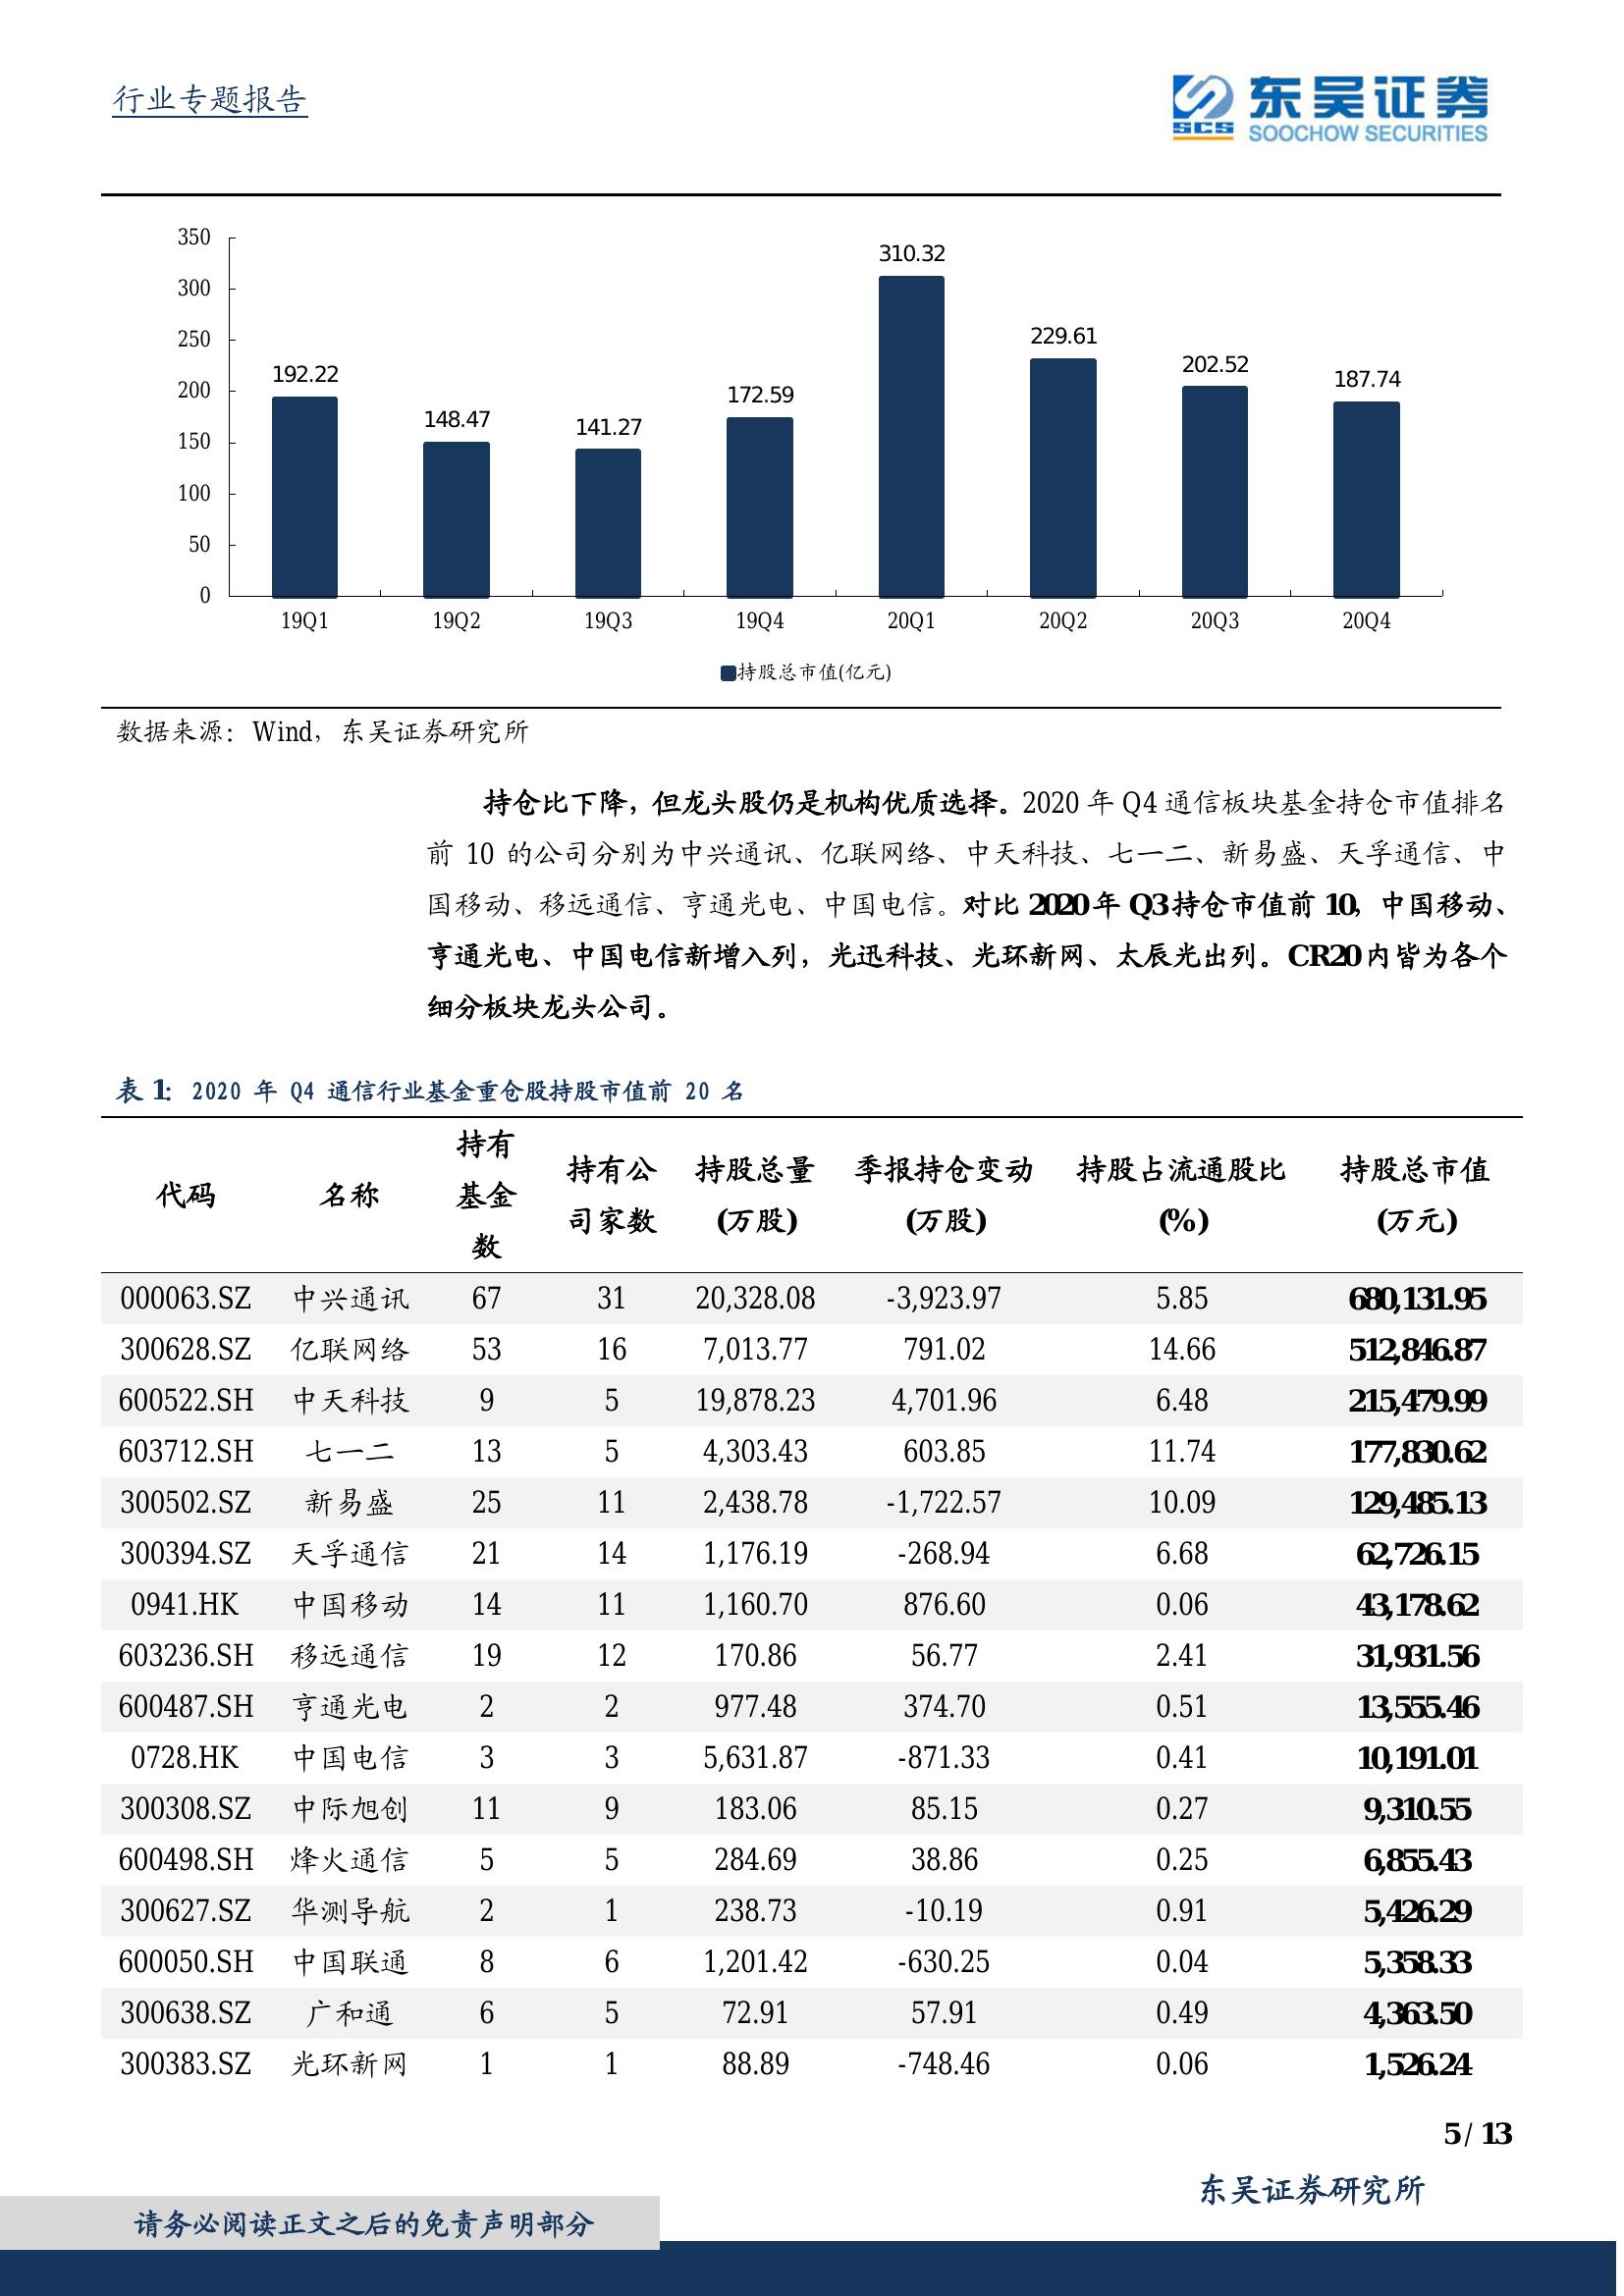 行业专题报告
SCS
东吴证券
SOOCHOW SECURITIES
350
300
250
200
150
100
50
0
192.22
148.47
141.27
172.59
310.32
229.61
202.52
187.74
19Q1 19Q2 19Q3 19Q4 20Q1 20Q2 20Q3 20Q4
持股总市值(亿元)
数据来源：Wind，东吴证券研究所
持仓比下降，但龙头股仍是机构优质选择。2020 年 Q4 通信板块基金持仓市值排名
前 10 的公司分别为中兴通讯、亿联网络、中天科技、七一二、新易盛、天孚通信、中
国移动、移远通信、亨通光电、中国电信。对比 2020 年 Q3 持仓市值前 10，中国移动、
亨通光电、中国电信新增入列，光迅科技、光环新网、太辰光出列。CR20 内皆为各个
细分板块龙头公司。
表 1： 2020 年 Q4 通信行业基金重仓股持股市值前 20 名
代码 名称 持有基金数 持有公司家数 持股总量(万股) 季报持仓变动(万股) 持股占流通股比(%) 持股总市值(万元)
000063.SZ 中兴通讯 67 31 20,328.08 -3,923.97 5.85 680,131.95
300628.SZ 亿联网络 53 16 7,013.77 791.02 14.66 512,846.87
600522.SH 中天科技 9 5 19,878.23 4,701.96 6.48 215,479.99
603712.SH 七一二 13 5 4,303.43 603.85 11.74 177,830.62
300502.SZ 新易盛 25 11 2,438.78 -1,722.57 10.09 129,485.13
300394.SZ 天孚通信 21 14 1,176.19 -268.94 6.68 62,726.15
0941.HK 中国移动 14 11 1,160.70 876.60 0.06 43,178.62
603236.SH 移远通信 19 12 170.86 56.77 2.41 31,931.56
600487.SH 亨通光电 2 2 977.48 374.70 0.51 13,555.46
0728.HK 中国电信 3 3 5,631.87 -871.33 0.41 10,191.01
300308.SZ 中际旭创 11 9 183.06 85.15 0.27 9,310.55
600498.SH 烽火通信 5 5 284.69 38.86 0.25 6,855.43
300627.SZ 华测导航 2 1 238.73 -10.19 0.91 5,426.29
600050.SH 中国联通 8 6 1,201.42 -630.25 0.04 5,358.33
300638.SZ 广和通 6 5 72.91 57.91 0.49 4,363.50
300383.SZ 光环新网 1 1 88.89 -748.46 0.06 1,526.24
5 / 13
东吴证券研究所
请务必阅读正文之后的免责声明部分